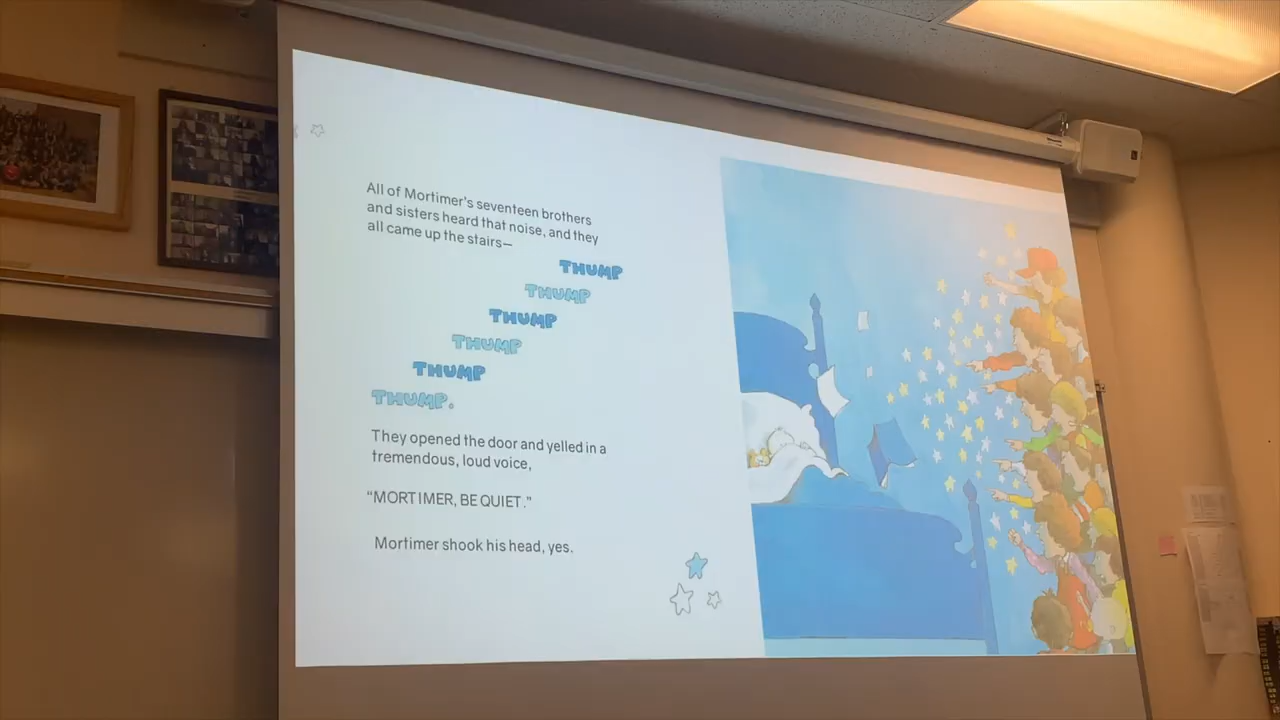 All of Mortimer's seventeen brothers
and sisters heard that noise, and they
all came up the stairs—
THUMP
THUMP
THUMP
THUMP
THUMP
THUMP.
They opened the door and yelled in a
tremendous, loud voice,
"MORTIMER, BE QUIET."
Mortimer shook his head, yes.